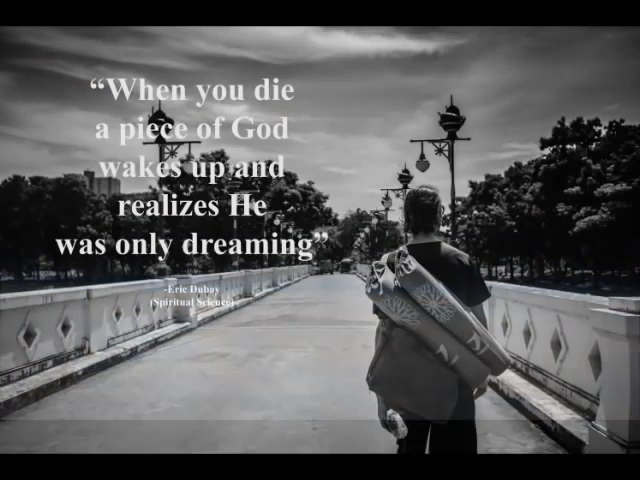 “When you die
a piece of God
wakes up and
realizes He
was only dreaming”
-Eric Dubay
(Spiritual Science)